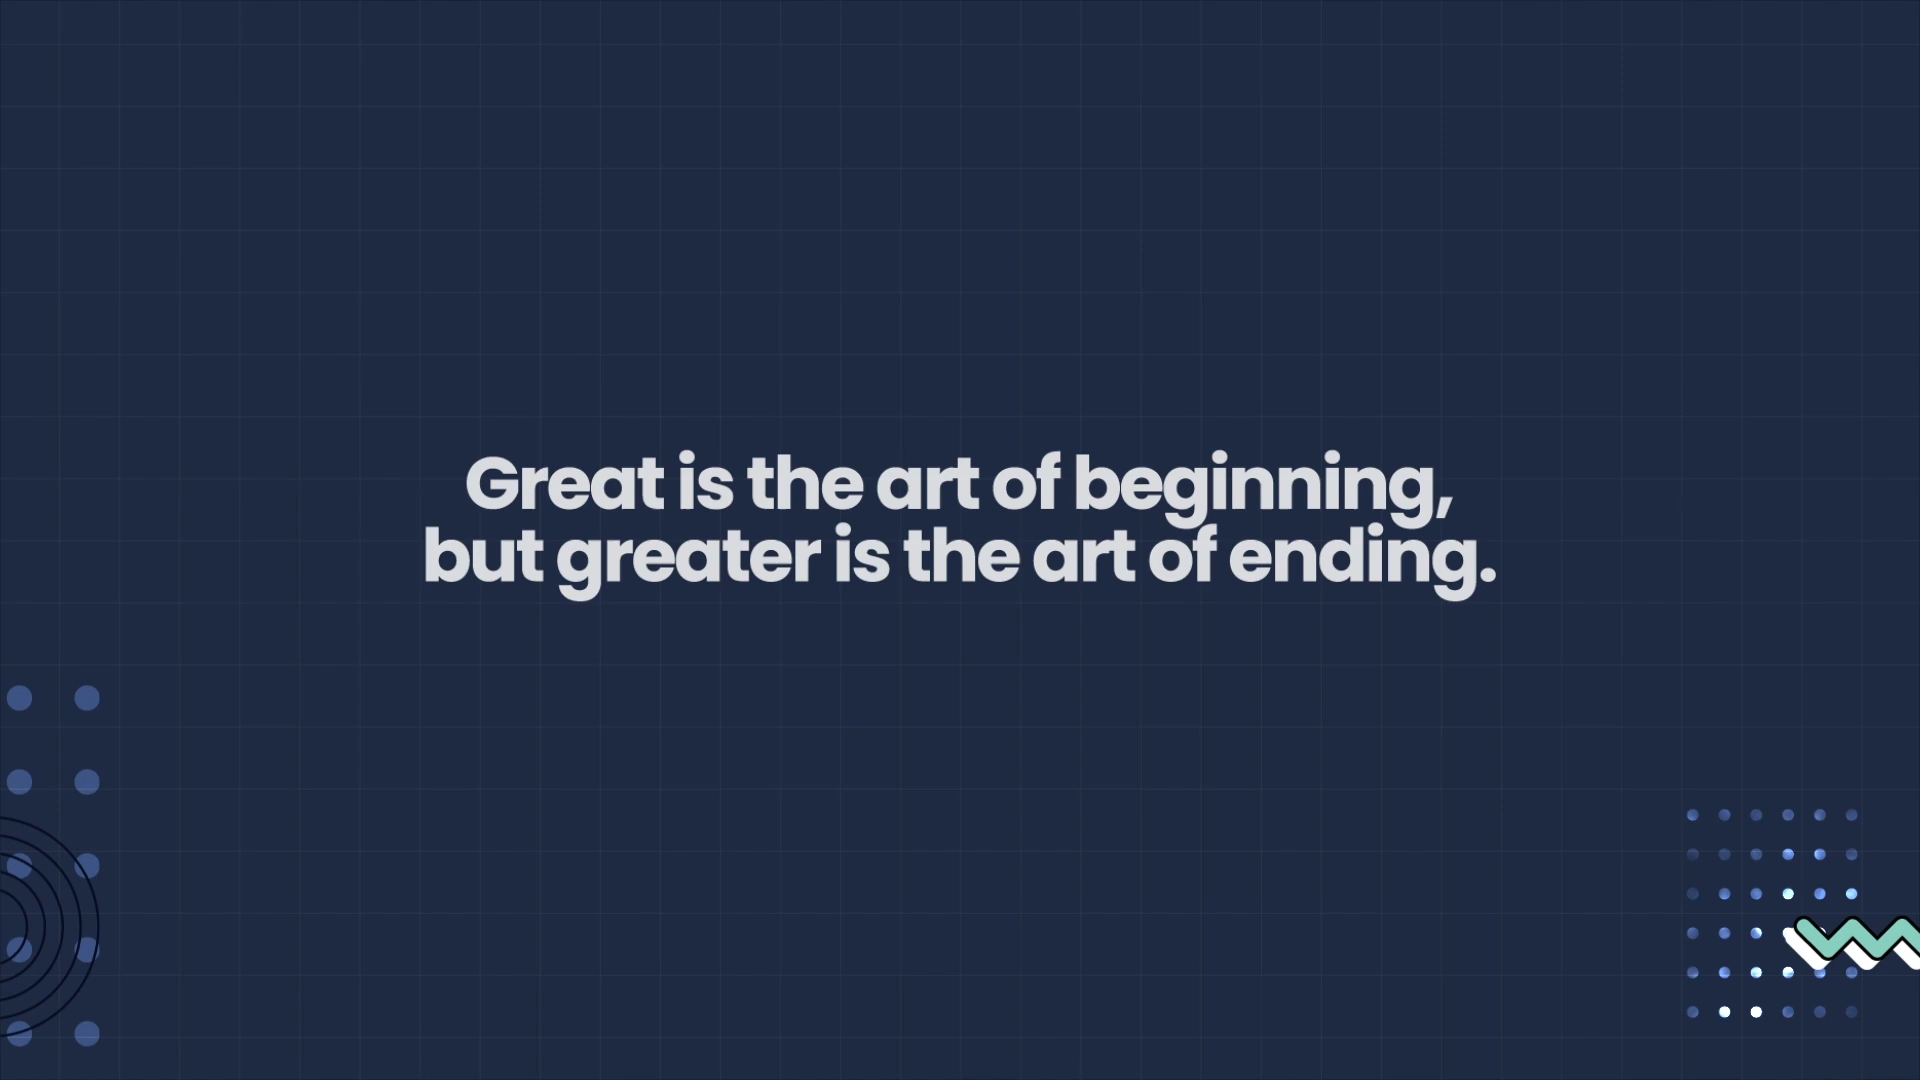 Great is the art of beginning,
but greater is the art of ending.